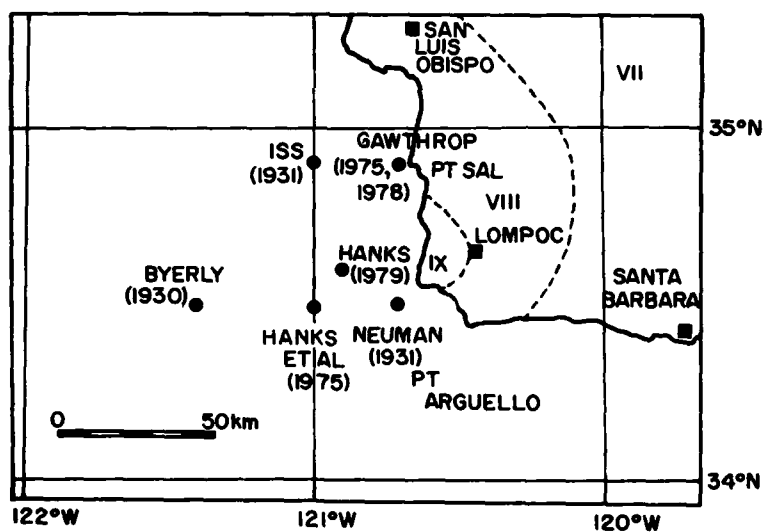 SAN
LUIS
OBISPO
VII
35°N
GAWTHROP
(1975,
1978)
ISS
(1931)
PT SAL
VIII
LOMPOC
HANKS
(1979)
IX
BYERLY
(1930)
SANTA
BARBARA
HANKS
ET AL
(1975)
NEUMAN
(1931)
PT
ARGUELLO
0 50km
34°N
122°W 121°W 120°W